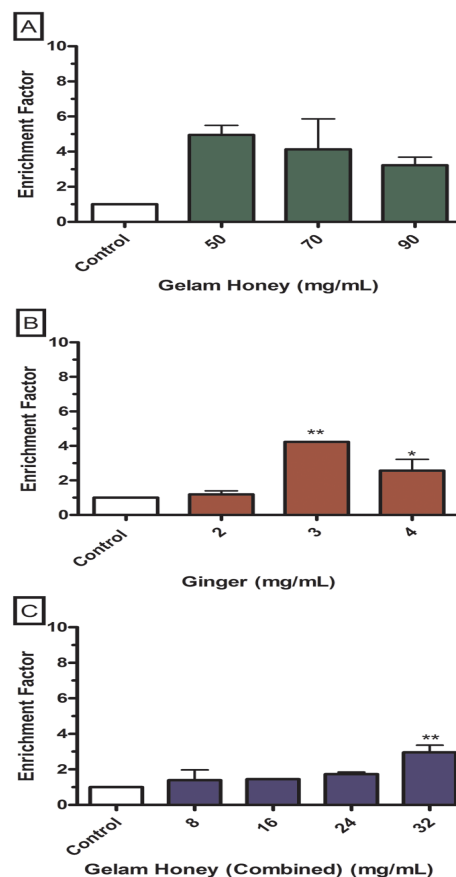 A
Enrichment Factor
10
8
6
4
2
0
Control
50
70
90
Gelam Honey (mg/mL)
B
Enrichment Factor
10
8
6
4
2
0
**
*
Control
2
3
4
Ginger (mg/mL)
C
Enrichment Factor
10
8
6
4
2
0
**
Control
8
16
24
32
Gelam Honey (Combined) (mg/mL)